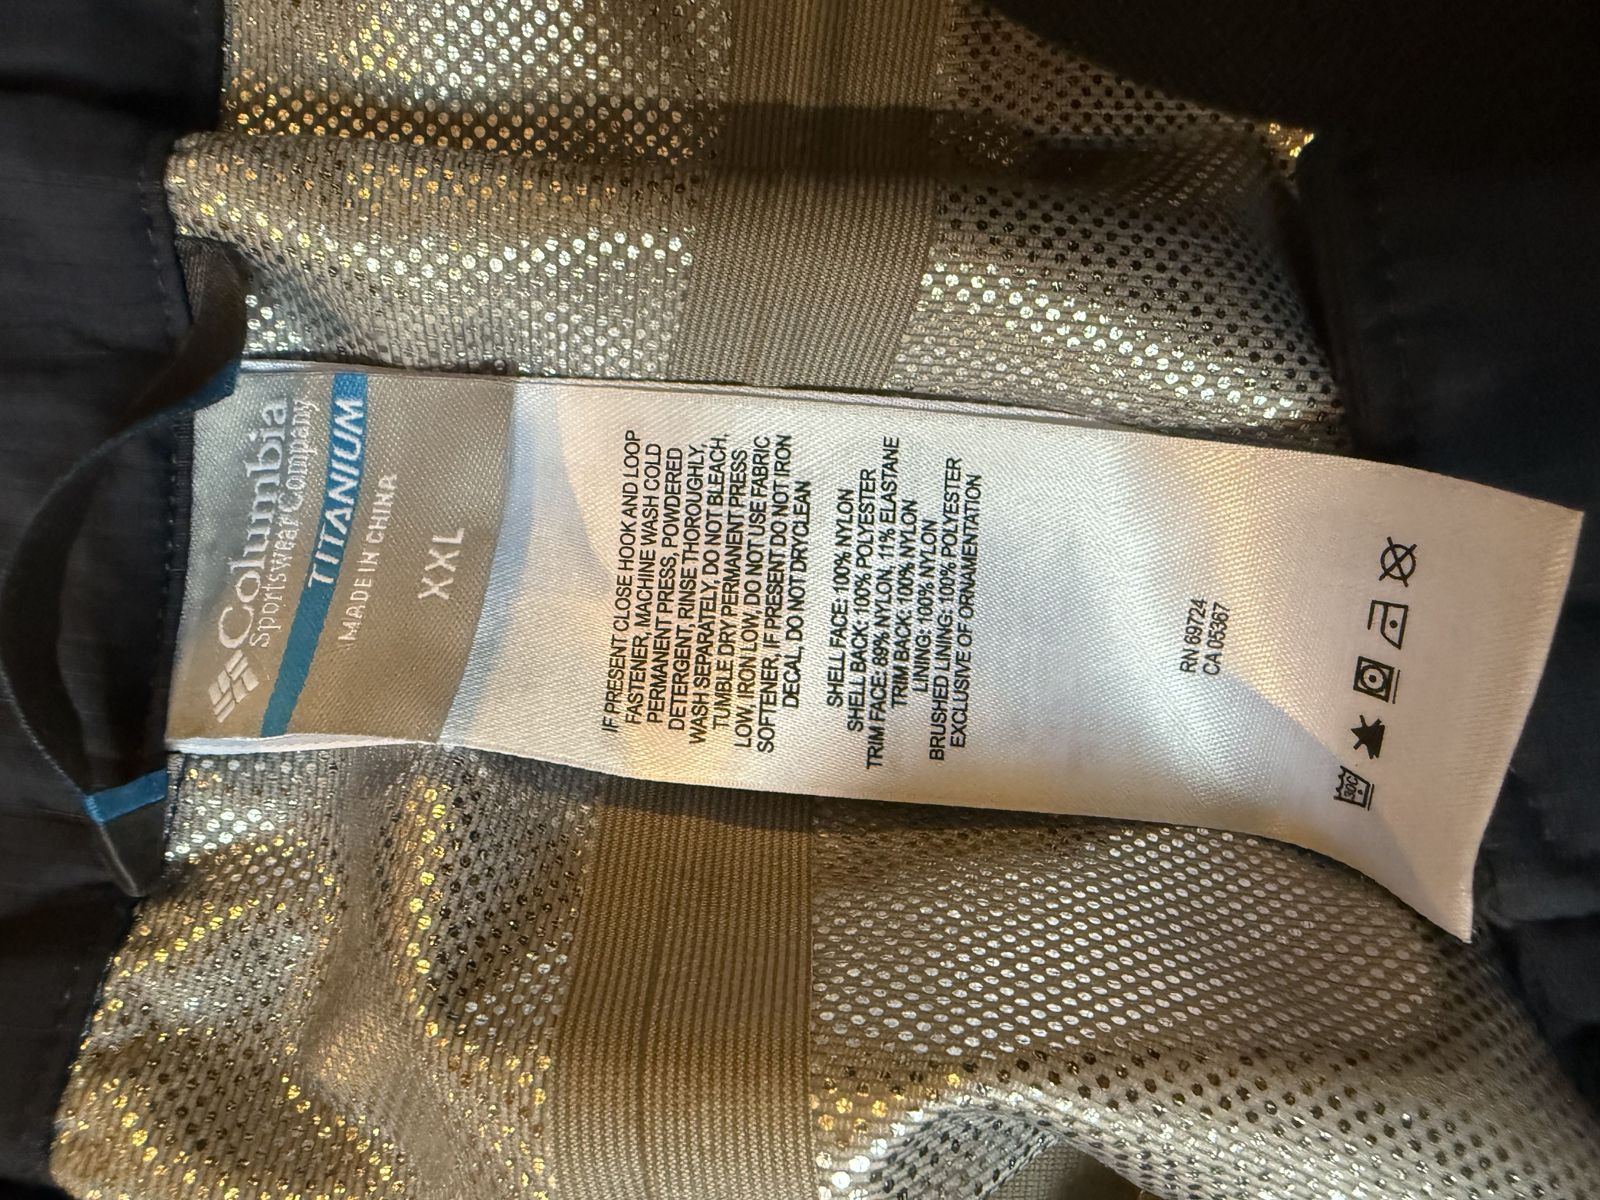 Columbia
Sportswear Company
TITANIUM
MADE IN CHINA
XXL
IF PRESENT CLOSE HOOK AND LOOP
FASTENER, MACHINE WASH COLD
PERMANENT PRESS, POWDERED
DETERGENT, RINSE THOROUGHLY,
WASH SEPARATELY, DO NOT BLEACH,
TUMBLE DRY PERMANENT PRESS
LOW, IRON LOW, DO NOT USE FABRIC
SOFTENER, IF PRESENT DO NOT IRON
DECAL, DO NOT DRYCLEAN
SHELL FACE: 100% NYLON
SHELL BACK: 100% POLYESTER
TRIM FACE: 89% NYLON, 11% ELASTANE
TRIM BACK: 100% NYLON
LINING: 100% NYLON
BRUSHED LINING: 100% POLYESTER
EXCLUSIVE OF ORNAMENTATION
RN 69724
CA 05367
30C